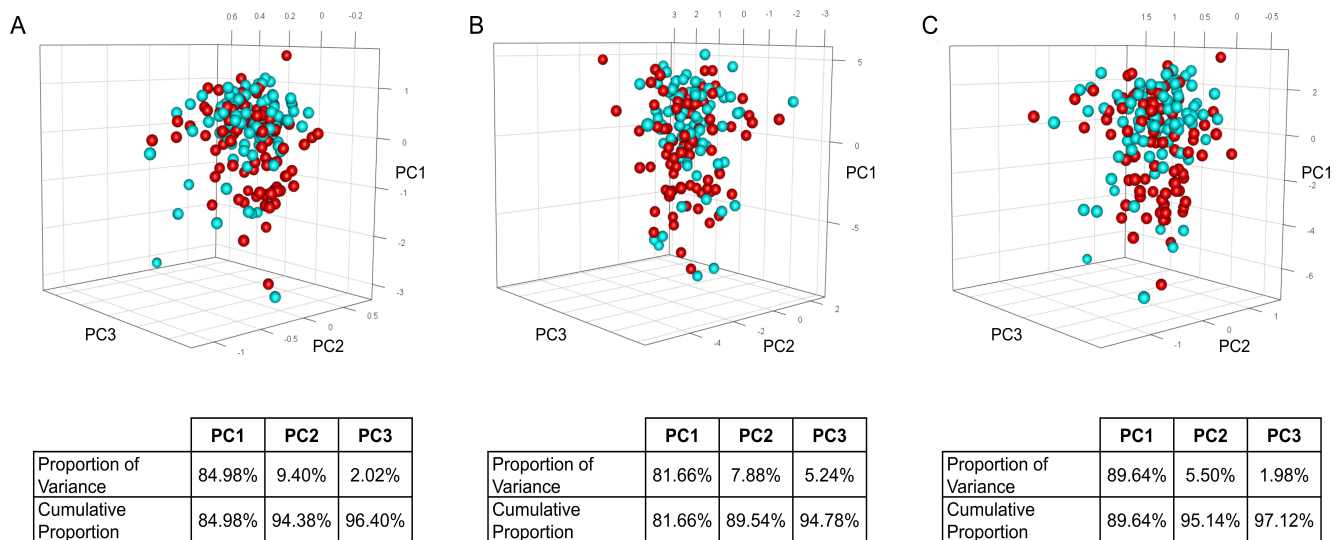 A
0.6 0.4 0.2 0 -0.2
1
0
-1
-2
-3
PC1
PC3
PC2
-1 -0.5 0 0.5
B
3 2 1 0 -1 -2 -3
5
0
-5
PC1
PC3
PC2
-4 -2 0 2
C
1.5 1 0.5 0 -0.5
2
0
-2
-4
-6
PC1
PC3
PC2
-1 0 1
PC1 PC2 PC3
Proportion of
Variance
84.98% 9.40% 2.02%
Cumulative
Proportion
84.98% 94.38% 96.40%
PC1 PC2 PC3
Proportion of
Variance
81.66% 7.88% 5.24%
Cumulative
Proportion
81.66% 89.54% 94.78%
PC1 PC2 PC3
Proportion of
Variance
89.64% 5.50% 1.98%
Cumulative
Proportion
89.64% 95.14% 97.12%